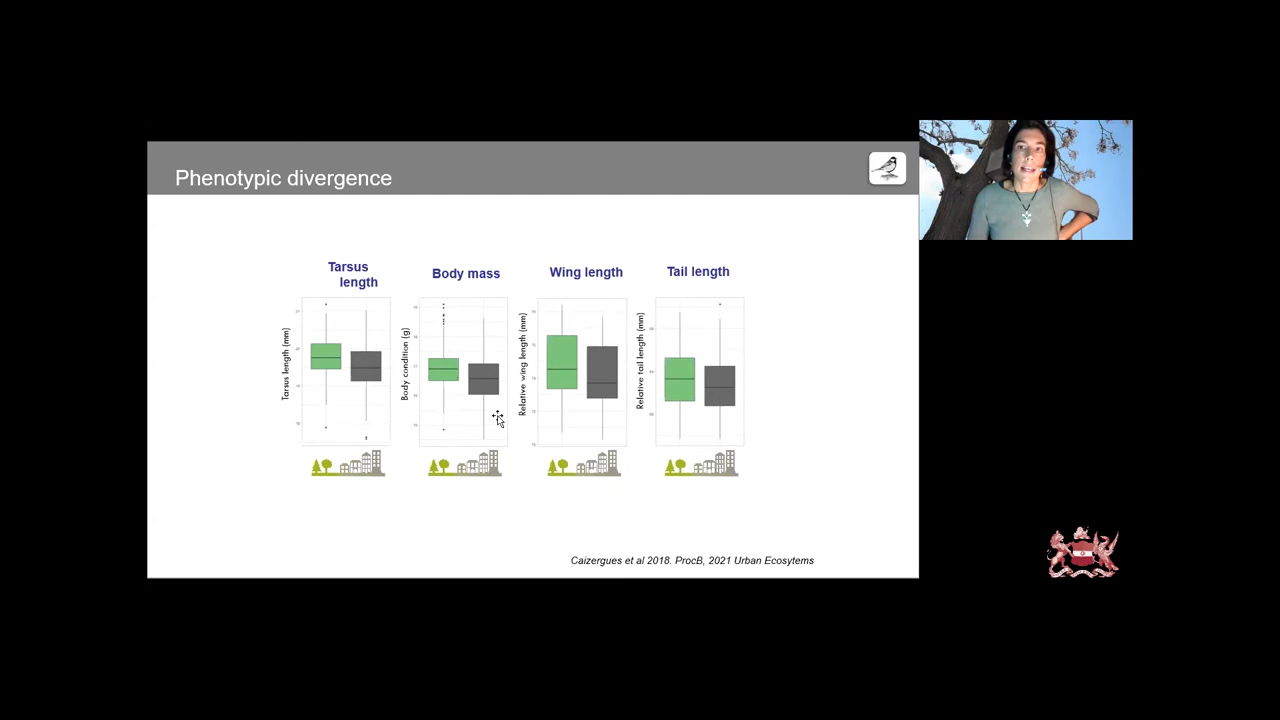 Phenotypic divergence
Tarsus
length
Body mass
Wing length
Tail length
Tarsus length (mm)
Body condition (g)
Relative wing length (mm)
Relative tail length (mm)
Caizergues et al 2018. ProcB, 2021 Urban Ecosytems